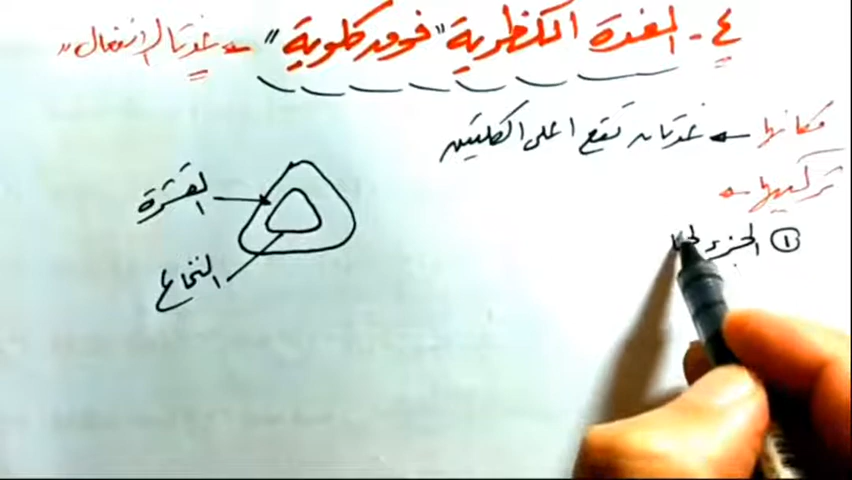 ٤- الغدة الكظرية "فوق كلوية" ← غدتا الانفعال"
مكانها ← غدتان تقع اعلى الكليتين
تركيبها ←
① الجزء
القشرة
النخاع